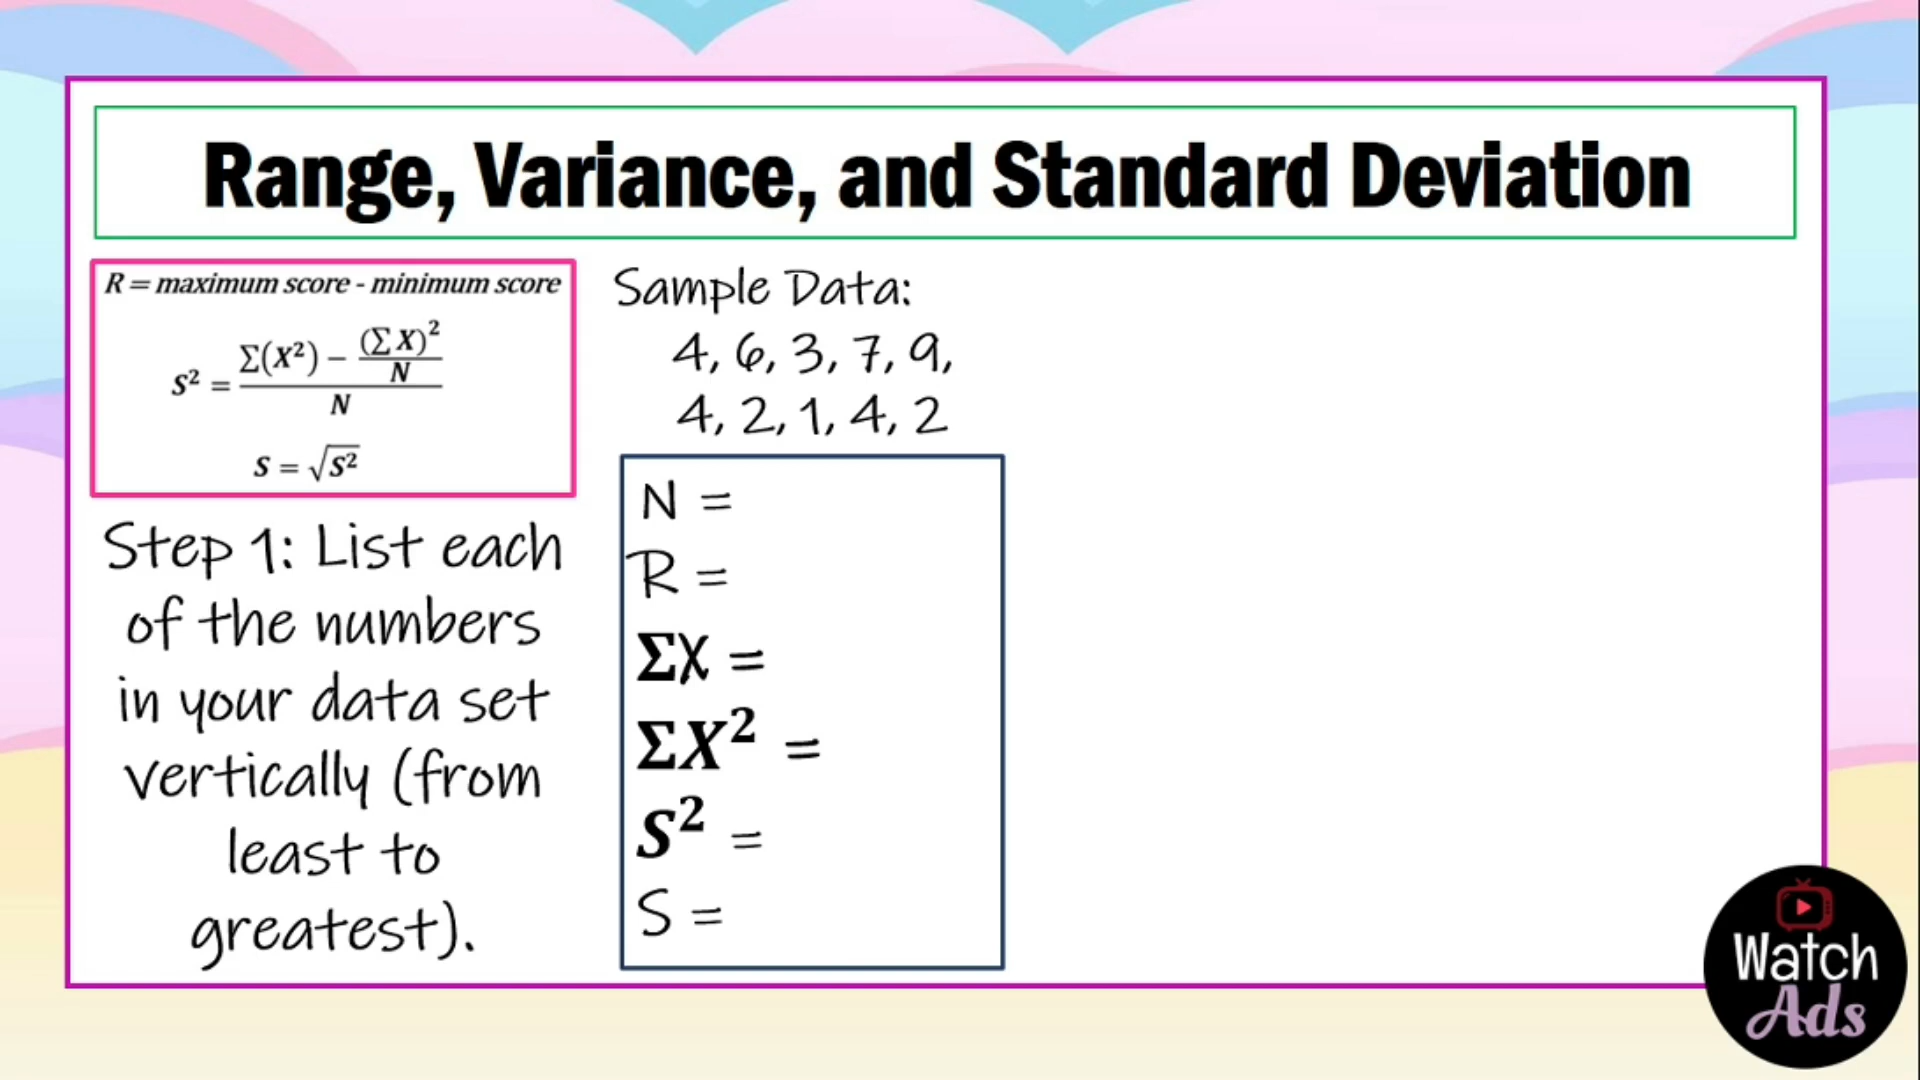 Range, Variance, and Standard Deviation
R = maximum score - minimum score
S² = (Σ(X²) − (ΣX)²/N)/N
S = √S²
Step 1: List each
of the numbers
in your data set
vertically (from
least to
greatest).
Sample Data:
4, 6, 3, 7, 9,
4, 2, 1, 4, 2
N =
R =
ΣX =
ΣX² =
S² =
S =
Watch
Ads